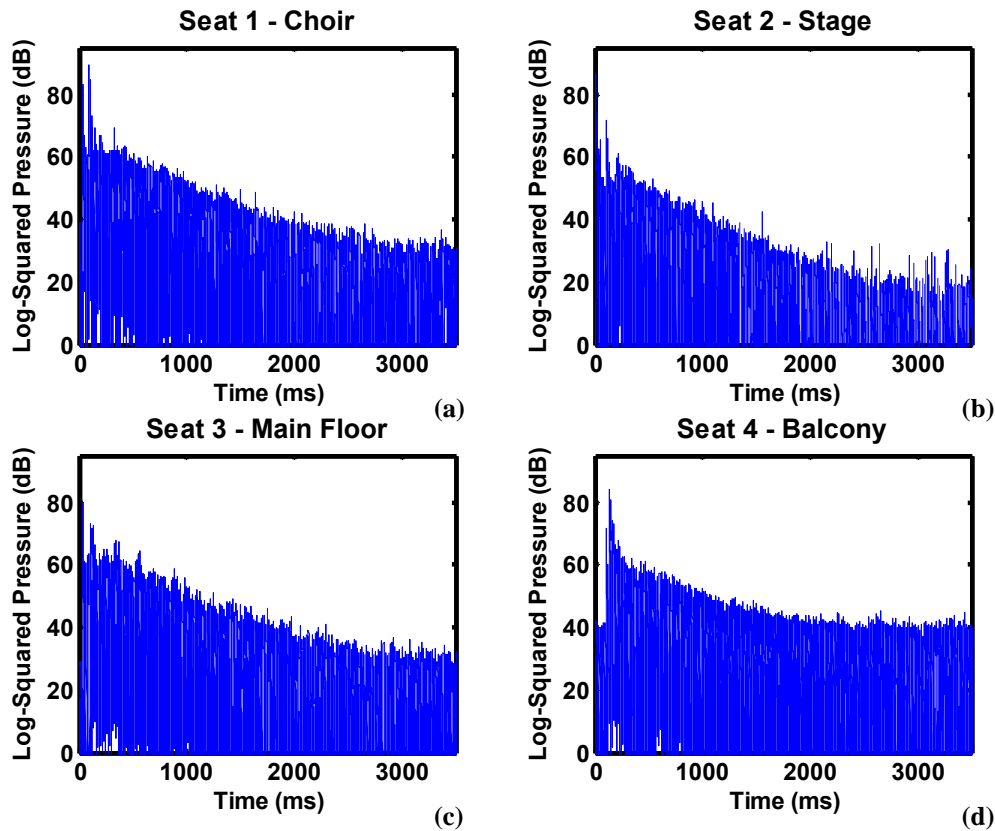 Seat 1 - Choir
Log-Squared Pressure (dB)
80
60
40
20
0
0 1000 2000 3000
Time (ms)
(a)
Seat 2 - Stage
Log-Squared Pressure (dB)
80
60
40
20
0
0 1000 2000 3000
Time (ms)
(b)
Seat 3 - Main Floor
Log-Squared Pressure (dB)
80
60
40
20
0
0 1000 2000 3000
Time (ms)
(c)
Seat 4 - Balcony
Log-Squared Pressure (dB)
80
60
40
20
0
0 1000 2000 3000
Time (ms)
(d)